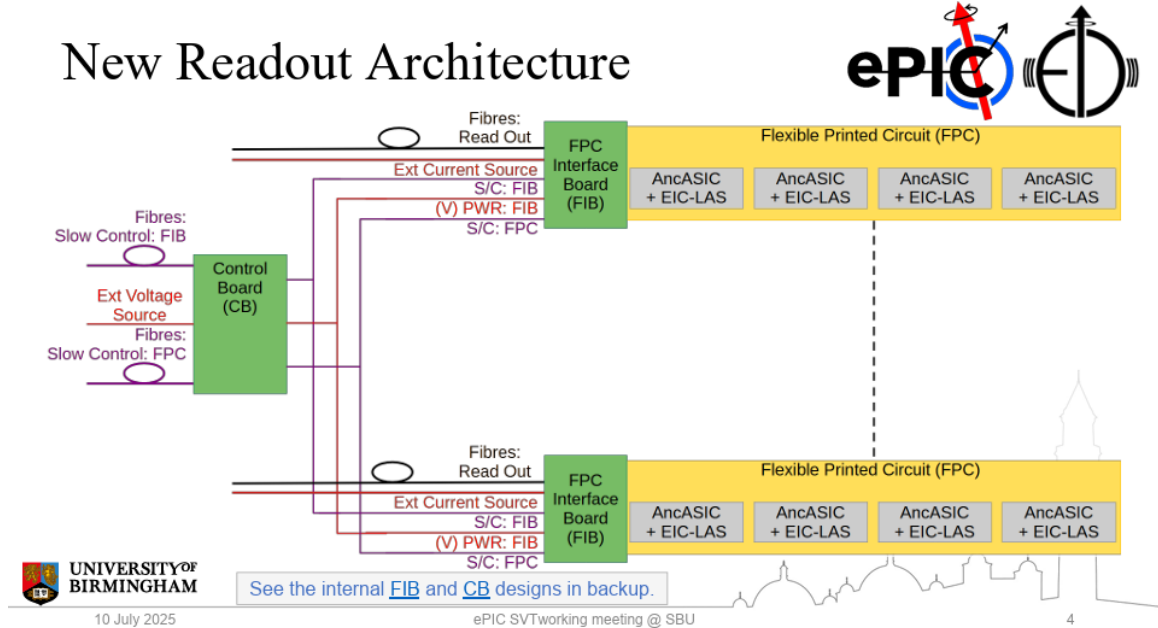 New Readout Architecture
ePIC
Fibres:
Read Out
Ext Current Source
S/C: FIB
(V) PWR: FIB
S/C: FPC
FPC
Interface
Board
(FIB)
Flexible Printed Circuit (FPC)
AncASIC
+ EIC-LAS
AncASIC
+ EIC-LAS
AncASIC
+ EIC-LAS
AncASIC
+ EIC-LAS
Fibres:
Slow Control: FIB
Ext Voltage
Source
Fibres:
Slow Control: FPC
Control
Board
(CB)
Fibres:
Read Out
Ext Current Source
S/C: FIB
(V) PWR: FIB
S/C: FPC
FPC
Interface
Board
(FIB)
Flexible Printed Circuit (FPC)
AncASIC
+ EIC-LAS
AncASIC
+ EIC-LAS
AncASIC
+ EIC-LAS
AncASIC
+ EIC-LAS
UNIVERSITY OF
BIRMINGHAM
See the internal FIB and CB designs in backup.
10 July 2025
ePIC SVTworking meeting @ SBU
4